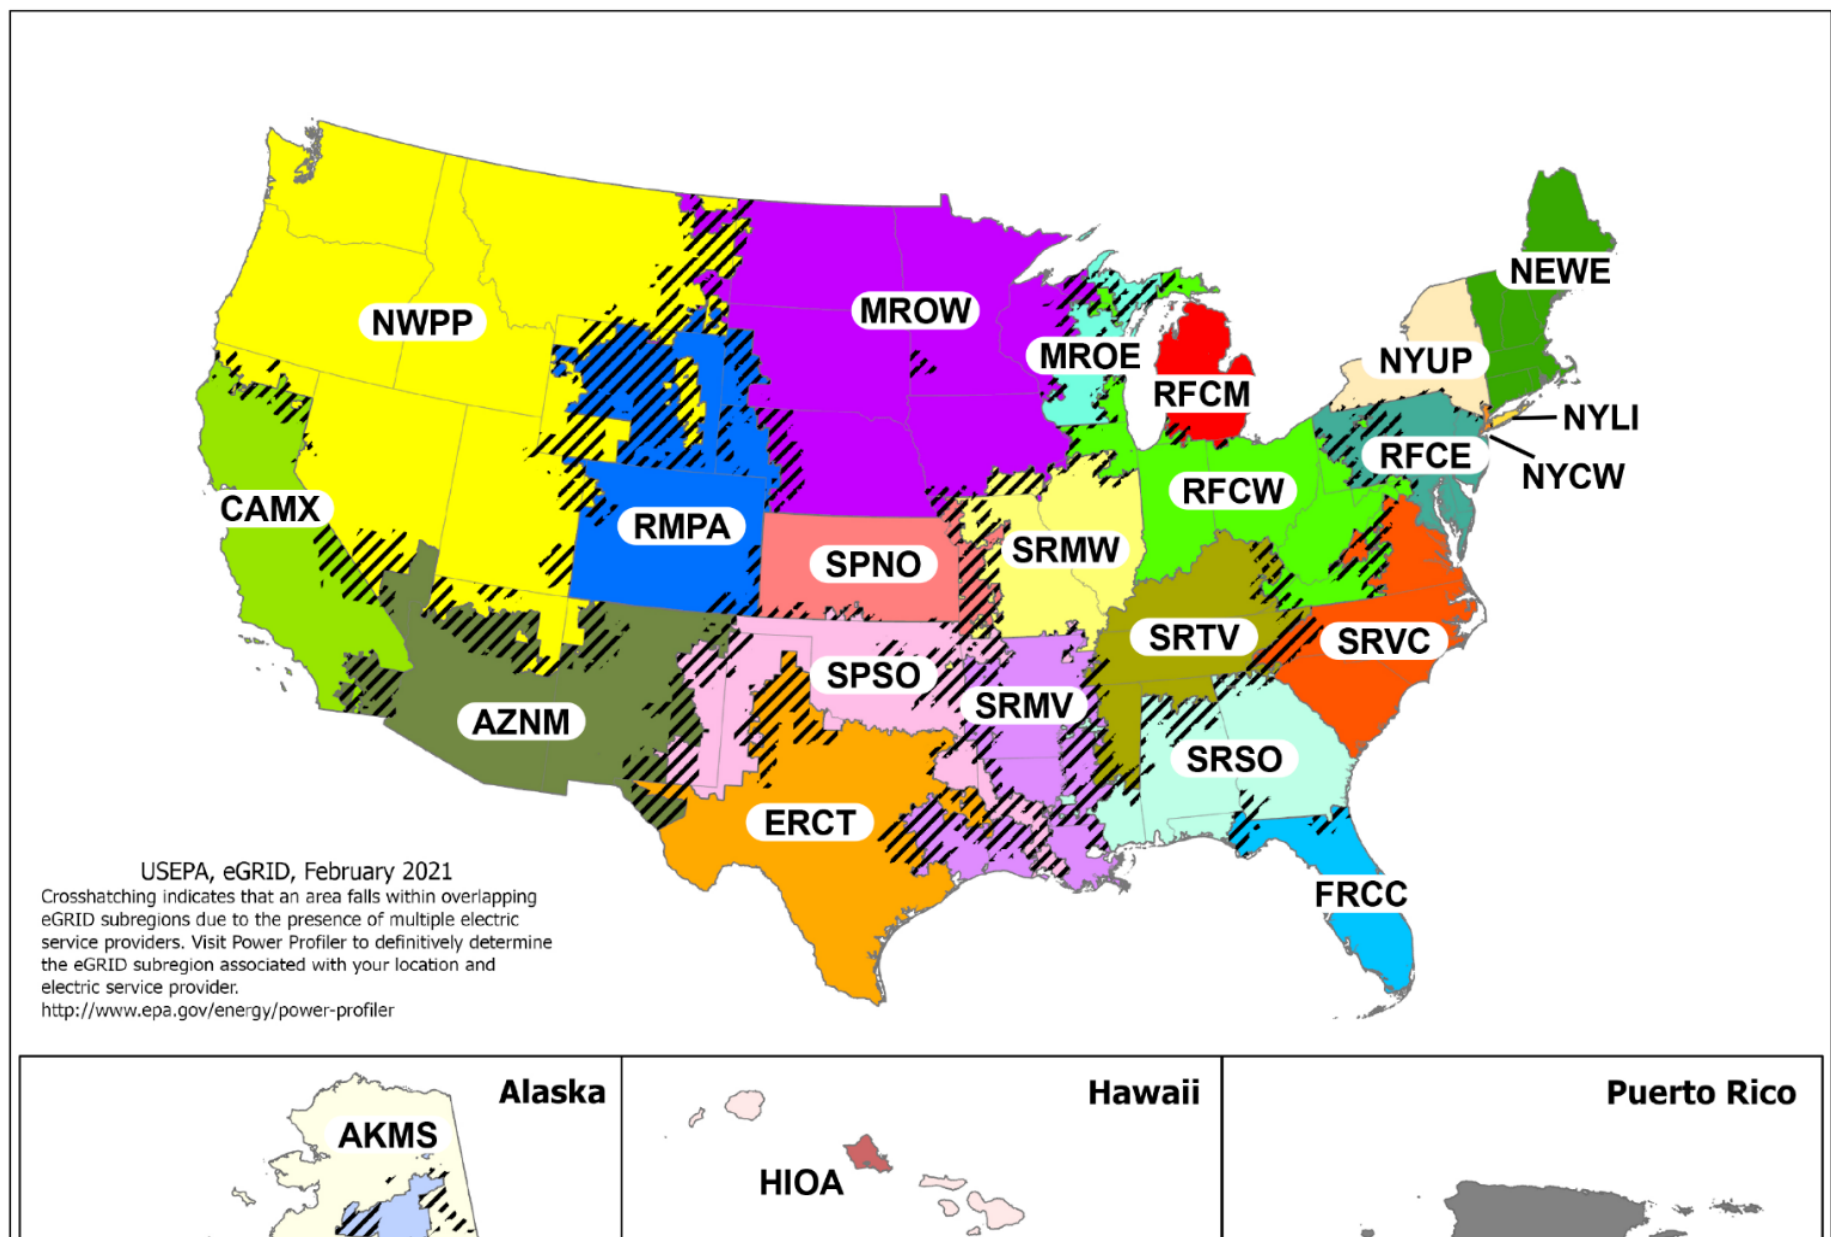 NEWE
NWPP
MROW
MROE
NYUP
RFCM
NYLI
RFCE
NYCW
RFCW
CAMX
RMPA
SRMW
SPNO
SRTV
SRVC
SPSO
SRMV
AZNM
SRSO
ERCT
FRCC
USEPA, eGRID, February 2021
Crosshatching indicates that an area falls within overlapping
eGRID subregions due to the presence of multiple electric
service providers. Visit Power Profiler to definitively determine
the eGRID subregion associated with your location and
electric service provider.
http://www.epa.gov/energy/power-profiler
Alaska
Hawaii
Puerto Rico
AKMS
HIOA